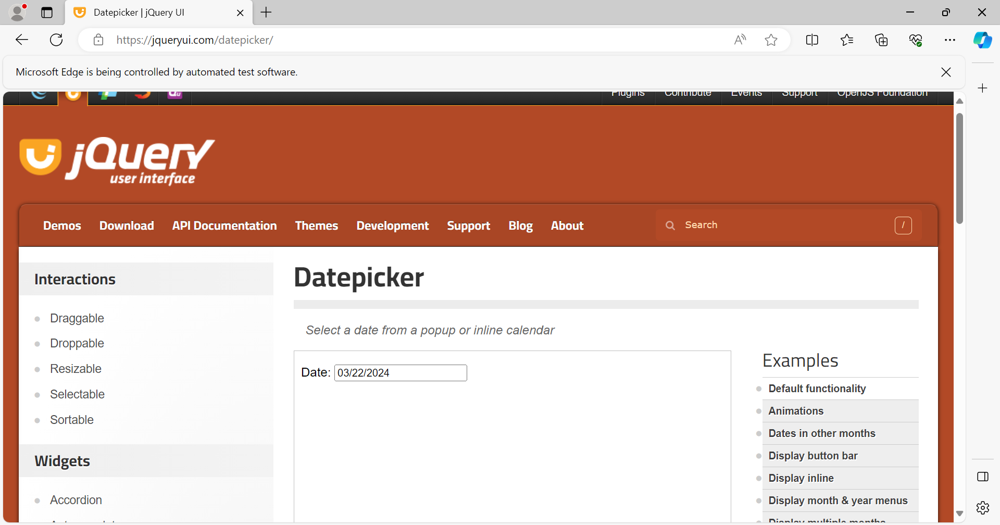 Datepicker | jQuery UI
https://jqueryui.com/datepicker/
Microsoft Edge is being controlled by automated test software.
Plugins Contribute Events Support OpenJS Foundation
jQuery
user interface
Demos Download API Documentation Themes Development Support Blog About Search /
Interactions
Draggable
Droppable
Resizable
Selectable
Sortable
Widgets
Accordion
Datepicker
Select a date from a popup or inline calendar
Date: 03/22/2024
Examples
Default functionality
Animations
Dates in other months
Display button bar
Display inline
Display month & year menus
Display multiple months